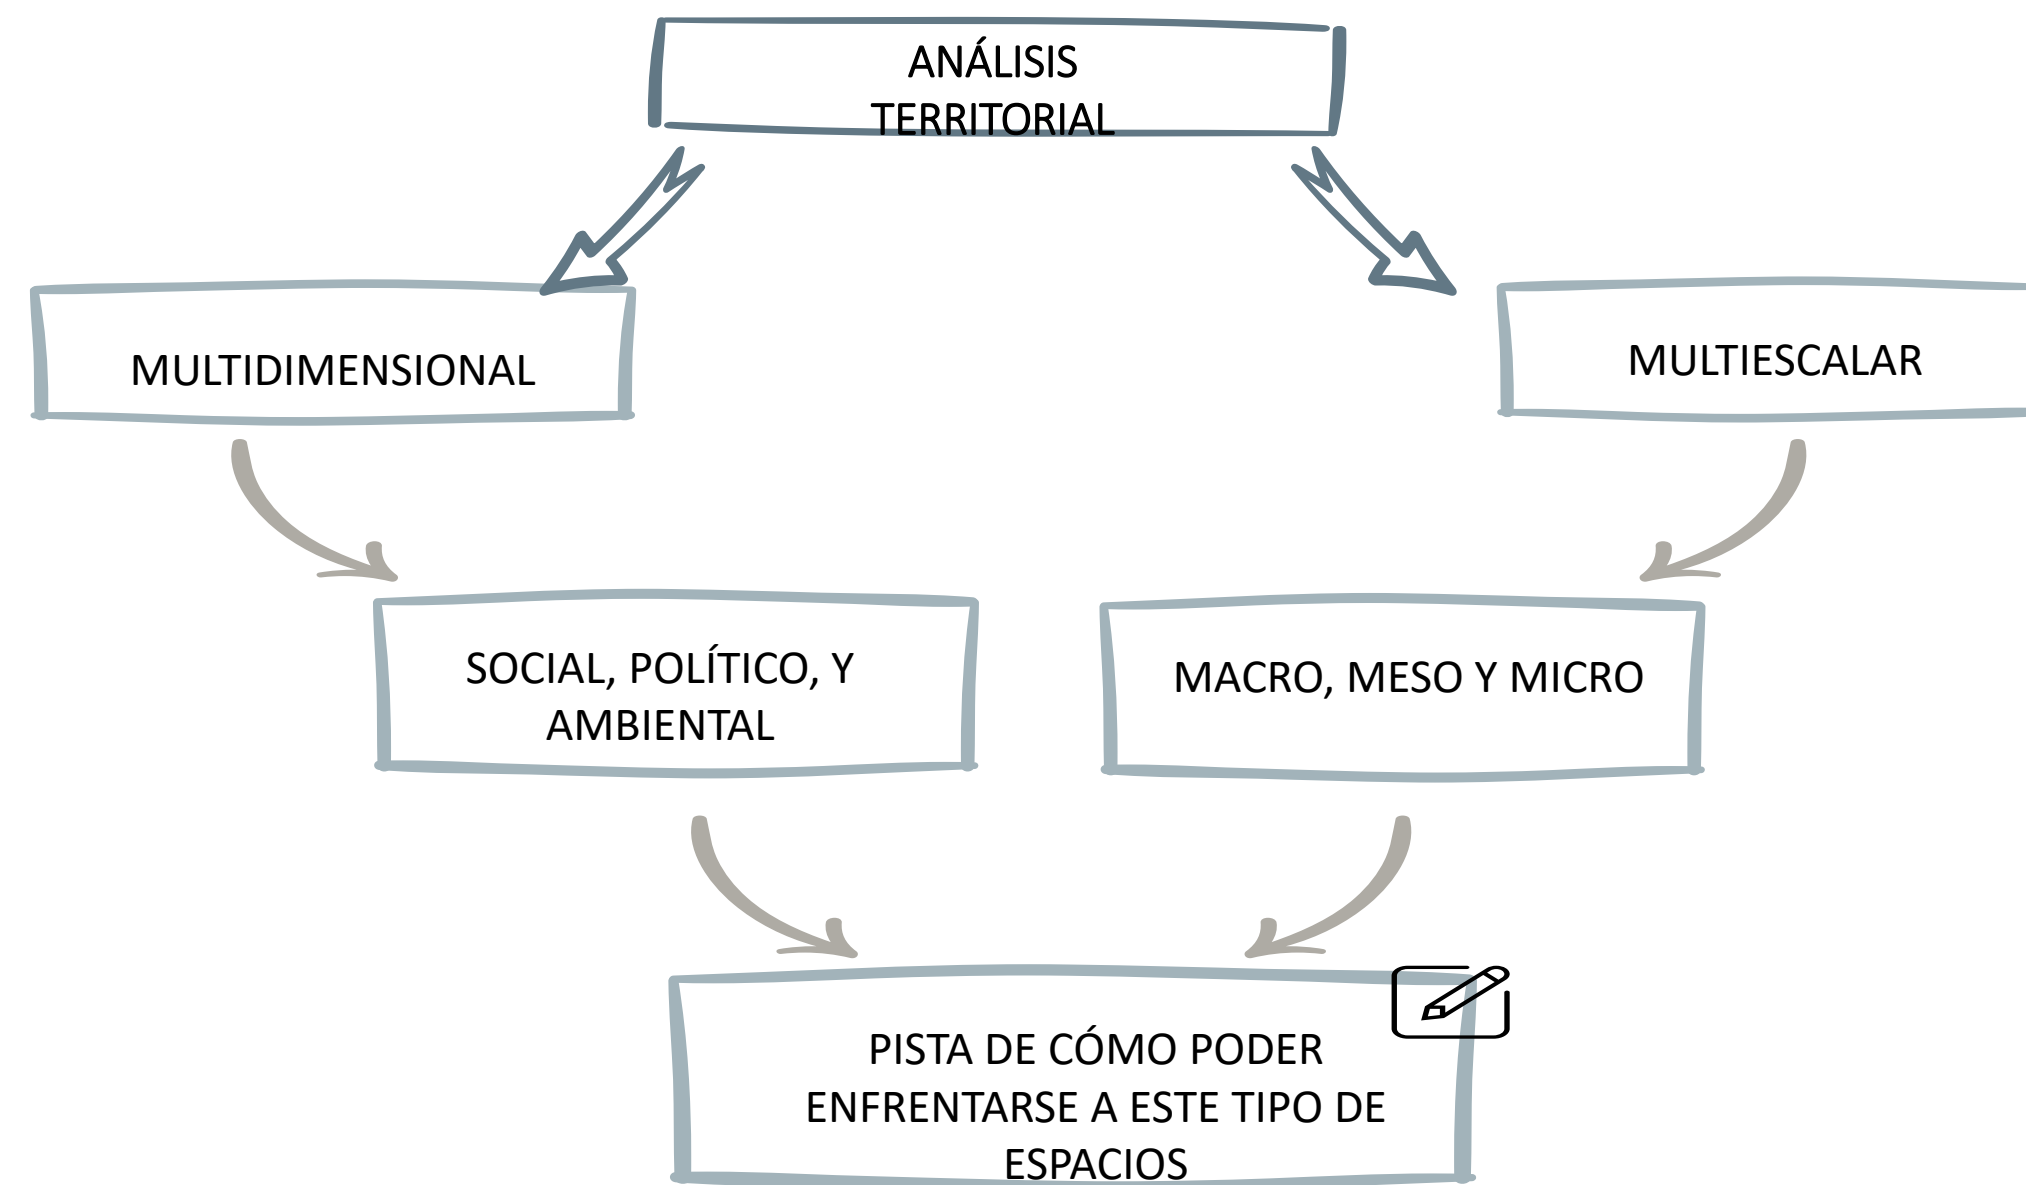 ANÁLISIS
TERRITORIAL
MULTIDIMENSIONAL
MULTIESCALAR
SOCIAL, POLÍTICO, Y
AMBIENTAL
MACRO, MESO Y MICRO
PISTA DE CÓMO PODER
ENFRENTARSE A ESTE TIPO DE
ESPACIOS